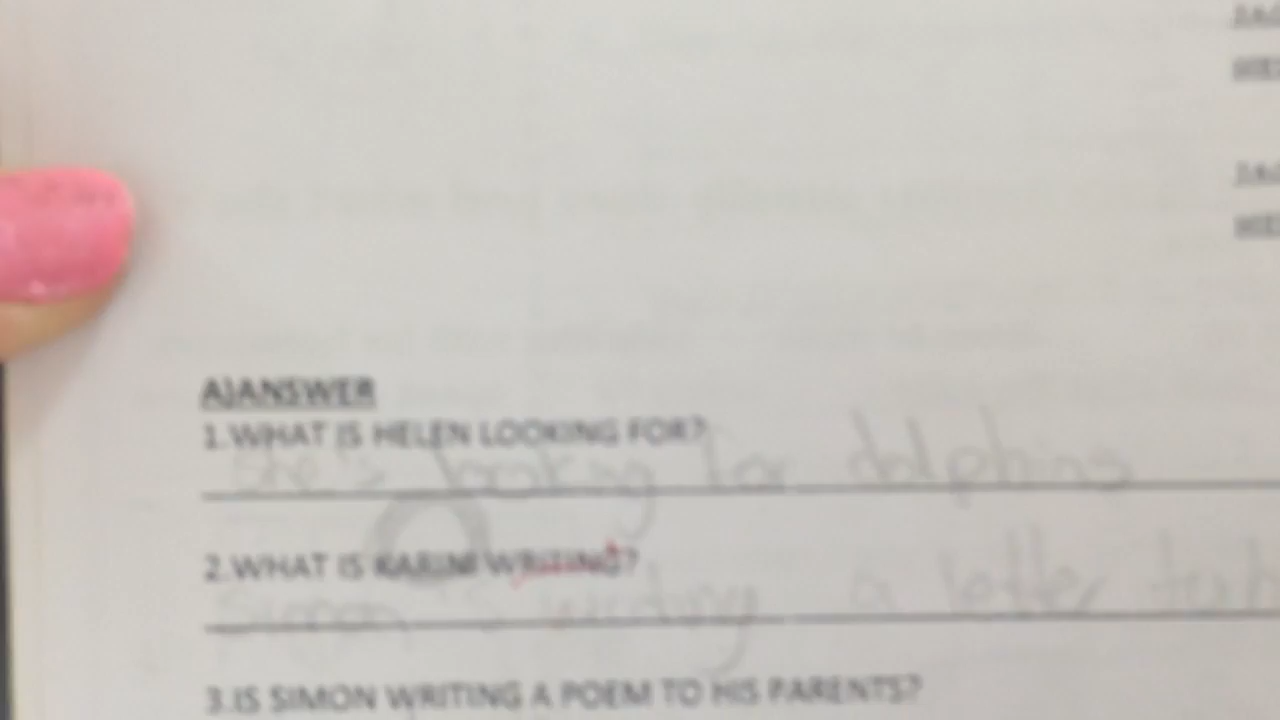 A)ANSWER
1.WHAT IS HELEN LOOKING FOR?
She's looking for dolphins
2.WHAT IS KARINI WRITING?
Simon is writing a letter
3.IS SIMON WRITING A POEM TO HIS PARENTS?